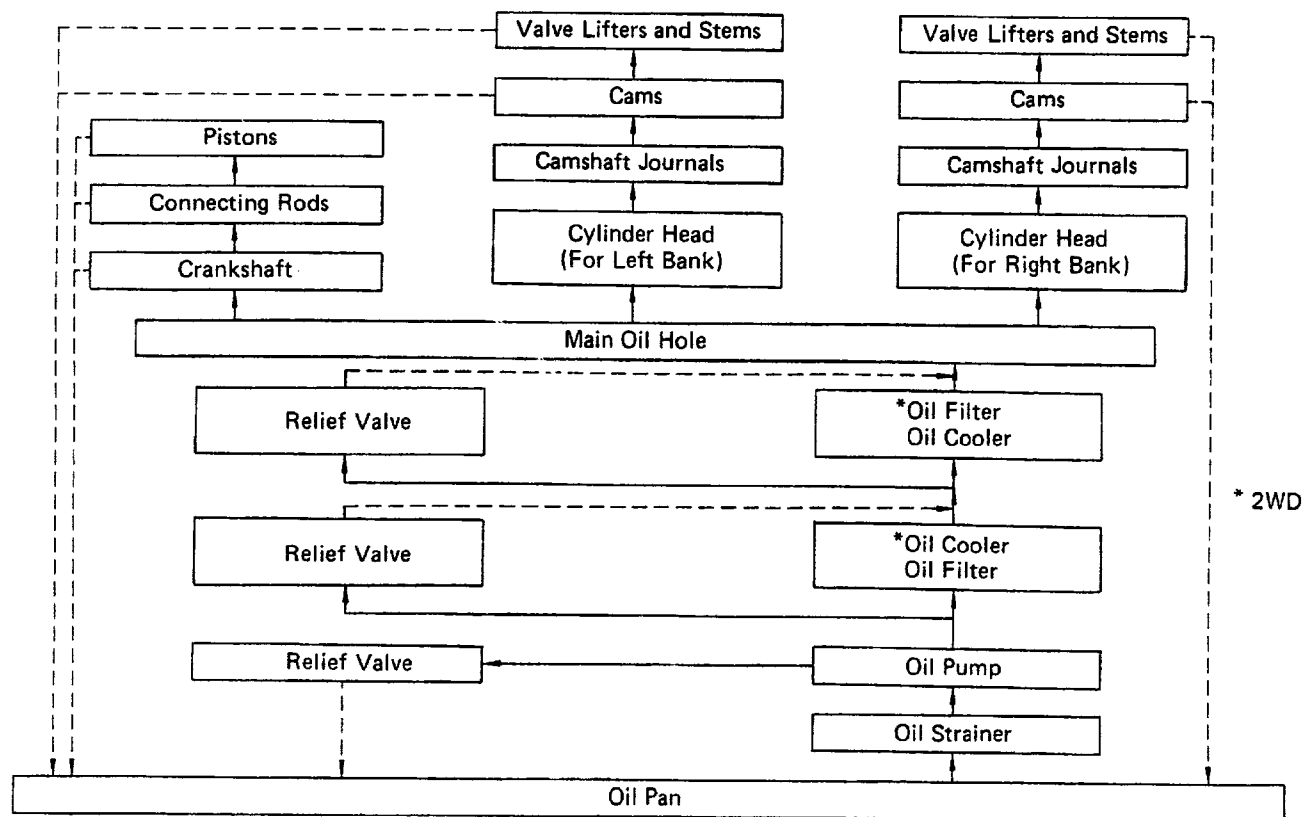 Valve Lifters and Stems
Valve Lifters and Stems
Cams
Cams
Pistons
Camshaft Journals
Camshaft Journals
Connecting Rods
Cylinder Head
(For Left Bank)
Cylinder Head
(For Right Bank)
Crankshaft
Main Oil Hole
Relief Valve
*Oil Filter
Oil Cooler
* 2WD
Relief Valve
*Oil Cooler
Oil Filter
Relief Valve
Oil Pump
Oil Strainer
Oil Pan